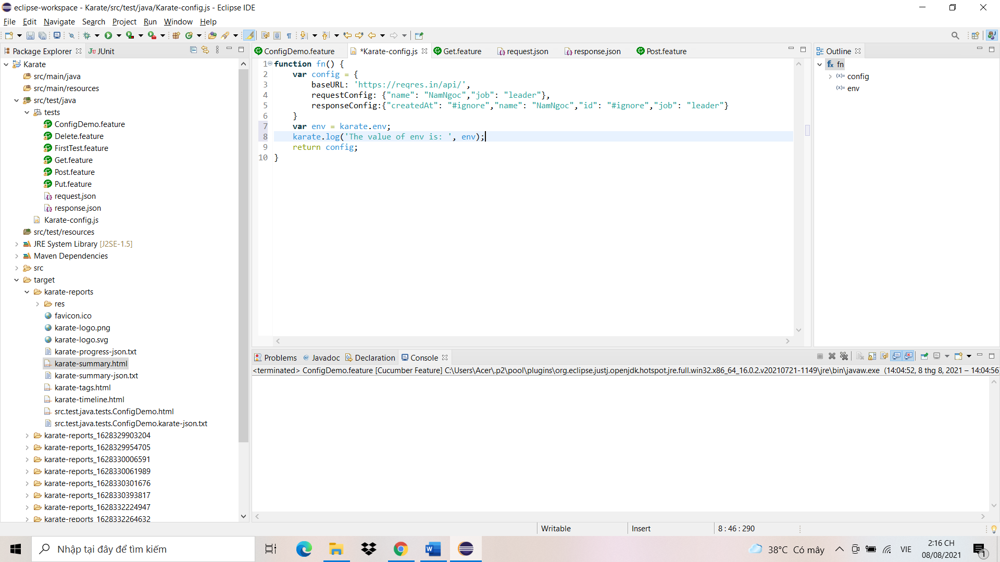 eclipse-workspace - Karate/src/test/java/Karate-config.js - Eclipse IDE
File Edit Navigate Search Project Run Window Help
Package Explorer
JUnit
Karate
src/main/java
src/main/resources
src/test/java
tests
ConfigDemo.feature
Delete.feature
FirstTest.feature
Get.feature
Post.feature
Put.feature
request.json
response.json
Karate-config.js
src/test/resources
JRE System Library [J2SE-1.5]
Maven Dependencies
src
target
karate-reports
res
favicon.ico
karate-logo.png
karate-logo.svg
karate-progress-json.txt
karate-summary.html
karate-summary-json.txt
karate-tags.html
karate-timeline.html
src.test.java.tests.ConfigDemo.html
src.test.java.tests.ConfigDemo.karate-json.txt
karate-reports_1628329903204
karate-reports_1628329954705
karate-reports_1628330006591
karate-reports_1628330061989
karate-reports_1628330301676
karate-reports_1628330393817
karate-reports_1628332224947
karate-reports_1628332264632
ConfigDemo.feature *Karate-config.js Get.feature request.json response.json Post.feature
1 function fn() {
2 var config = {
3 baseURL: 'https://reqres.in/api/',
4 requestConfig: {"name": "NamNgoc","job": "leader"},
5 responseConfig:{"createdAt": "#ignore","name": "NamNgoc","id": "#ignore","job": "leader"}
6 }
7 var env = karate.env;
8 karate.log('The value of env is: ', env);
9 return config;
10 }
Outline
fn
config
env
Problems Javadoc Declaration Console
<terminated> ConfigDemo.feature [Cucumber Feature] C:\Users\Acer\.p2\pool\plugins\org.eclipse.justj.openjdk.hotspot.jre.full.win32.x86_64_16.0.2.v20210721-1149\jre\bin\javaw.exe (14:04:52, 8 thg 8, 2021 – 14:04:56
Writable Insert 8 : 46 : 290
Nhập tại đây để tìm kiếm
38°C Có mây
VIE
2:16 CH
08/08/2021
1